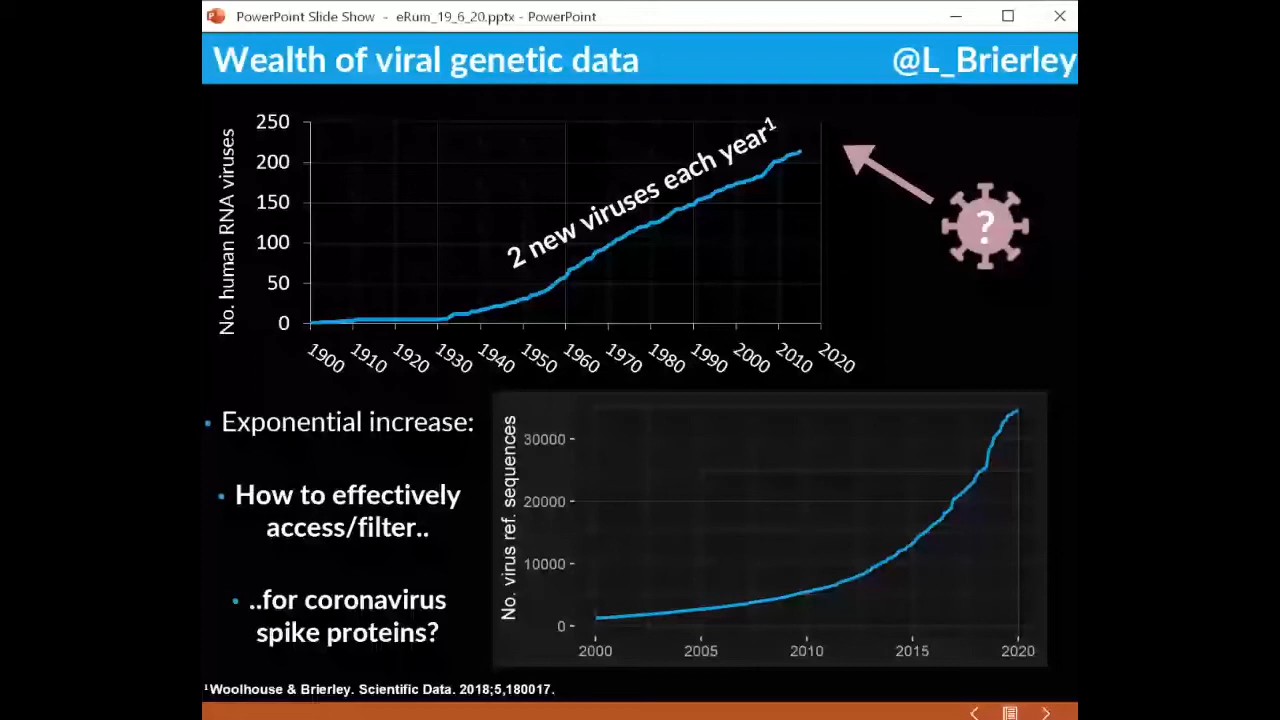 PowerPoint Slide Show - eRum_19_6_20.pptx - PowerPoint
Wealth of viral genetic data
@L_Brierley
No. human RNA viruses
250
200
150
100
50
0
1900 1910 1920 1930 1940 1950 1960 1970 1980 1990 2000 2010 2020
2 new viruses each year¹
?
• Exponential increase:
• How to effectively
access/filter..
• ..for coronavirus
spike proteins?
No. virus ref. sequences
30000
20000
10000
0
2000 2005 2010 2015 2020
¹Woolhouse & Brierley. Scientific Data. 2018;5,180017.